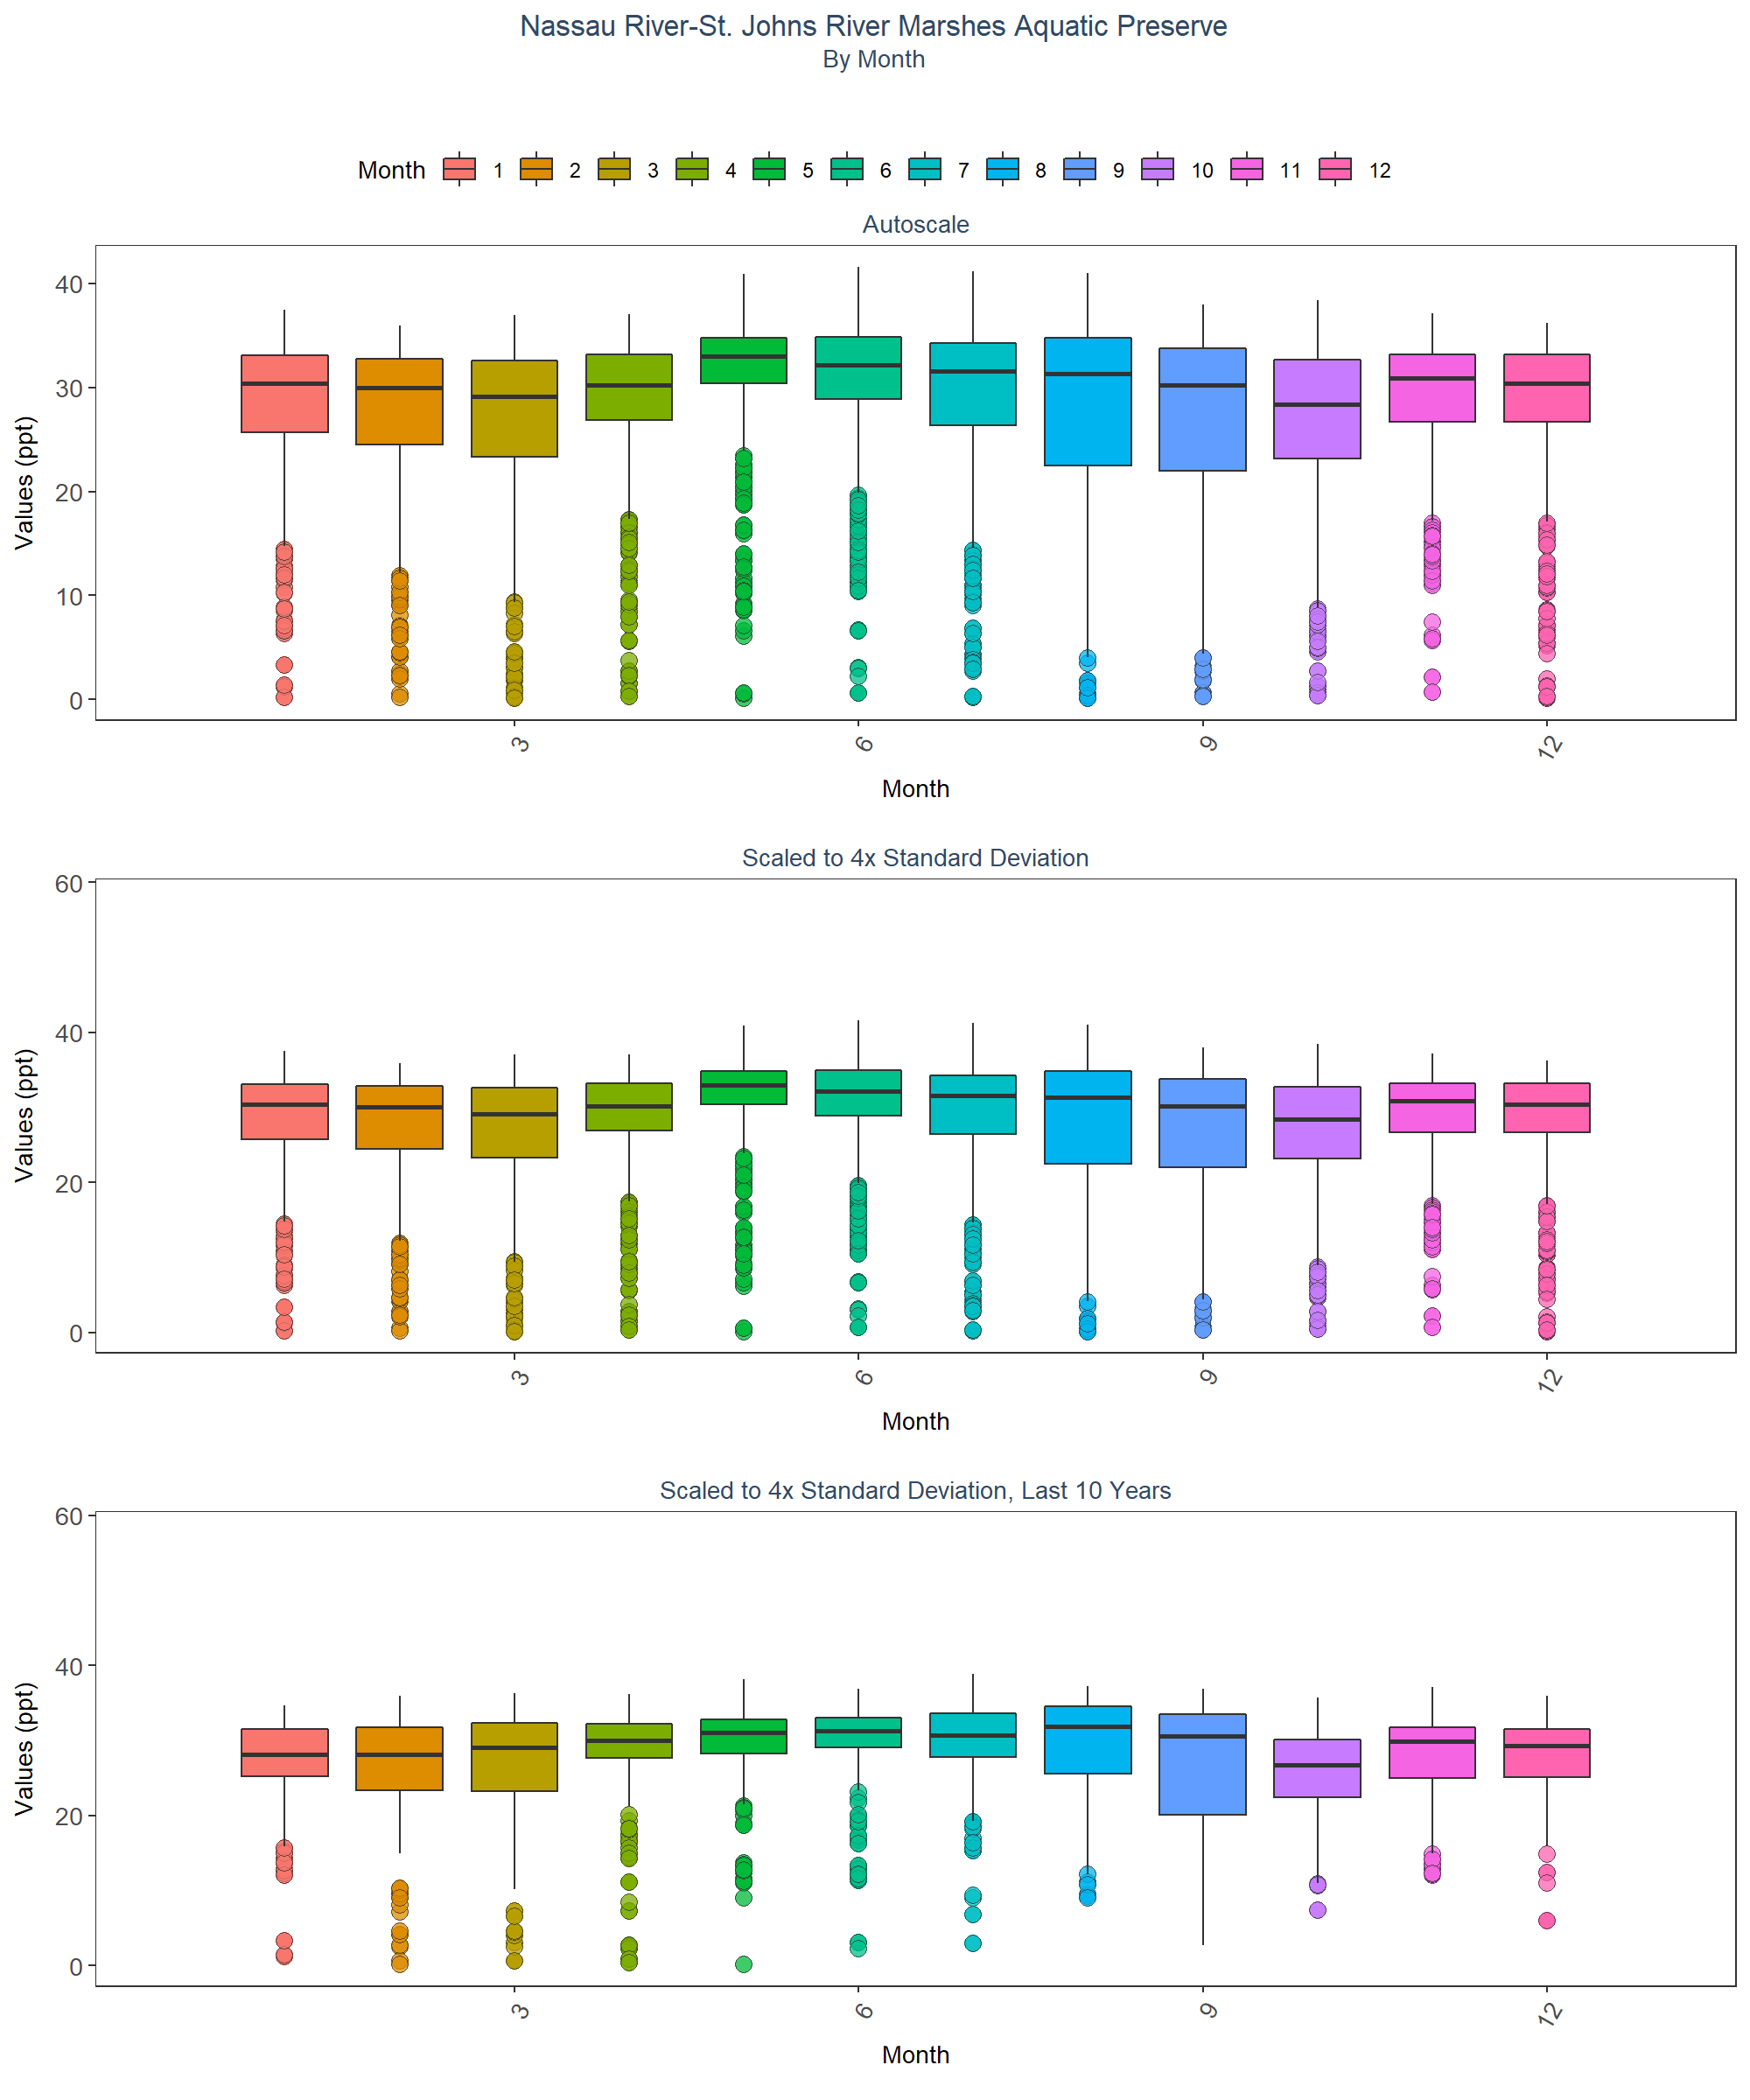 Nassau River-St. Johns River Marshes Aquatic Preserve
By Month
Month 1 2 3 4 5 6 7 8 9 10 11 12
Autoscale
Values (ppt)
40
30
20
10
0
3 6 9 12
Month
Scaled to 4x Standard Deviation
Values (ppt)
60
40
20
0
3 6 9 12
Month
Scaled to 4x Standard Deviation, Last 10 Years
Values (ppt)
60
40
20
0
3 6 9 12
Month